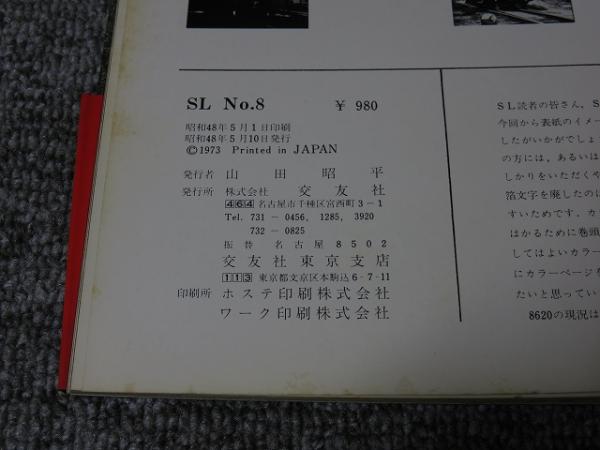 SL No.8 ¥ 980
昭和48年5月1日印刷
昭和48年5月10日発行
©1973 Printed in JAPAN
発行者 山田昭平
発行所 株式会社 交友社
464 名古屋市千種区宮西町3-1
Tel. 731-0456, 1285, 3920
732-0825
振替 名古屋8502
交友社東京支店
113 東京都文京区本駒込6-7-11
印刷所 ホステ印刷株式会社
ワーク印刷株式会社
SL読者の皆さん、S
今回から表紙のイメー
したがいかがでしょ
の方には、あるいは
しかりをいただくや
箔文字を廃したのに
すいためです。カ
はかるために巻頭
してはよいカラー
にカラーページを
たいと思ってい
8620の現況は